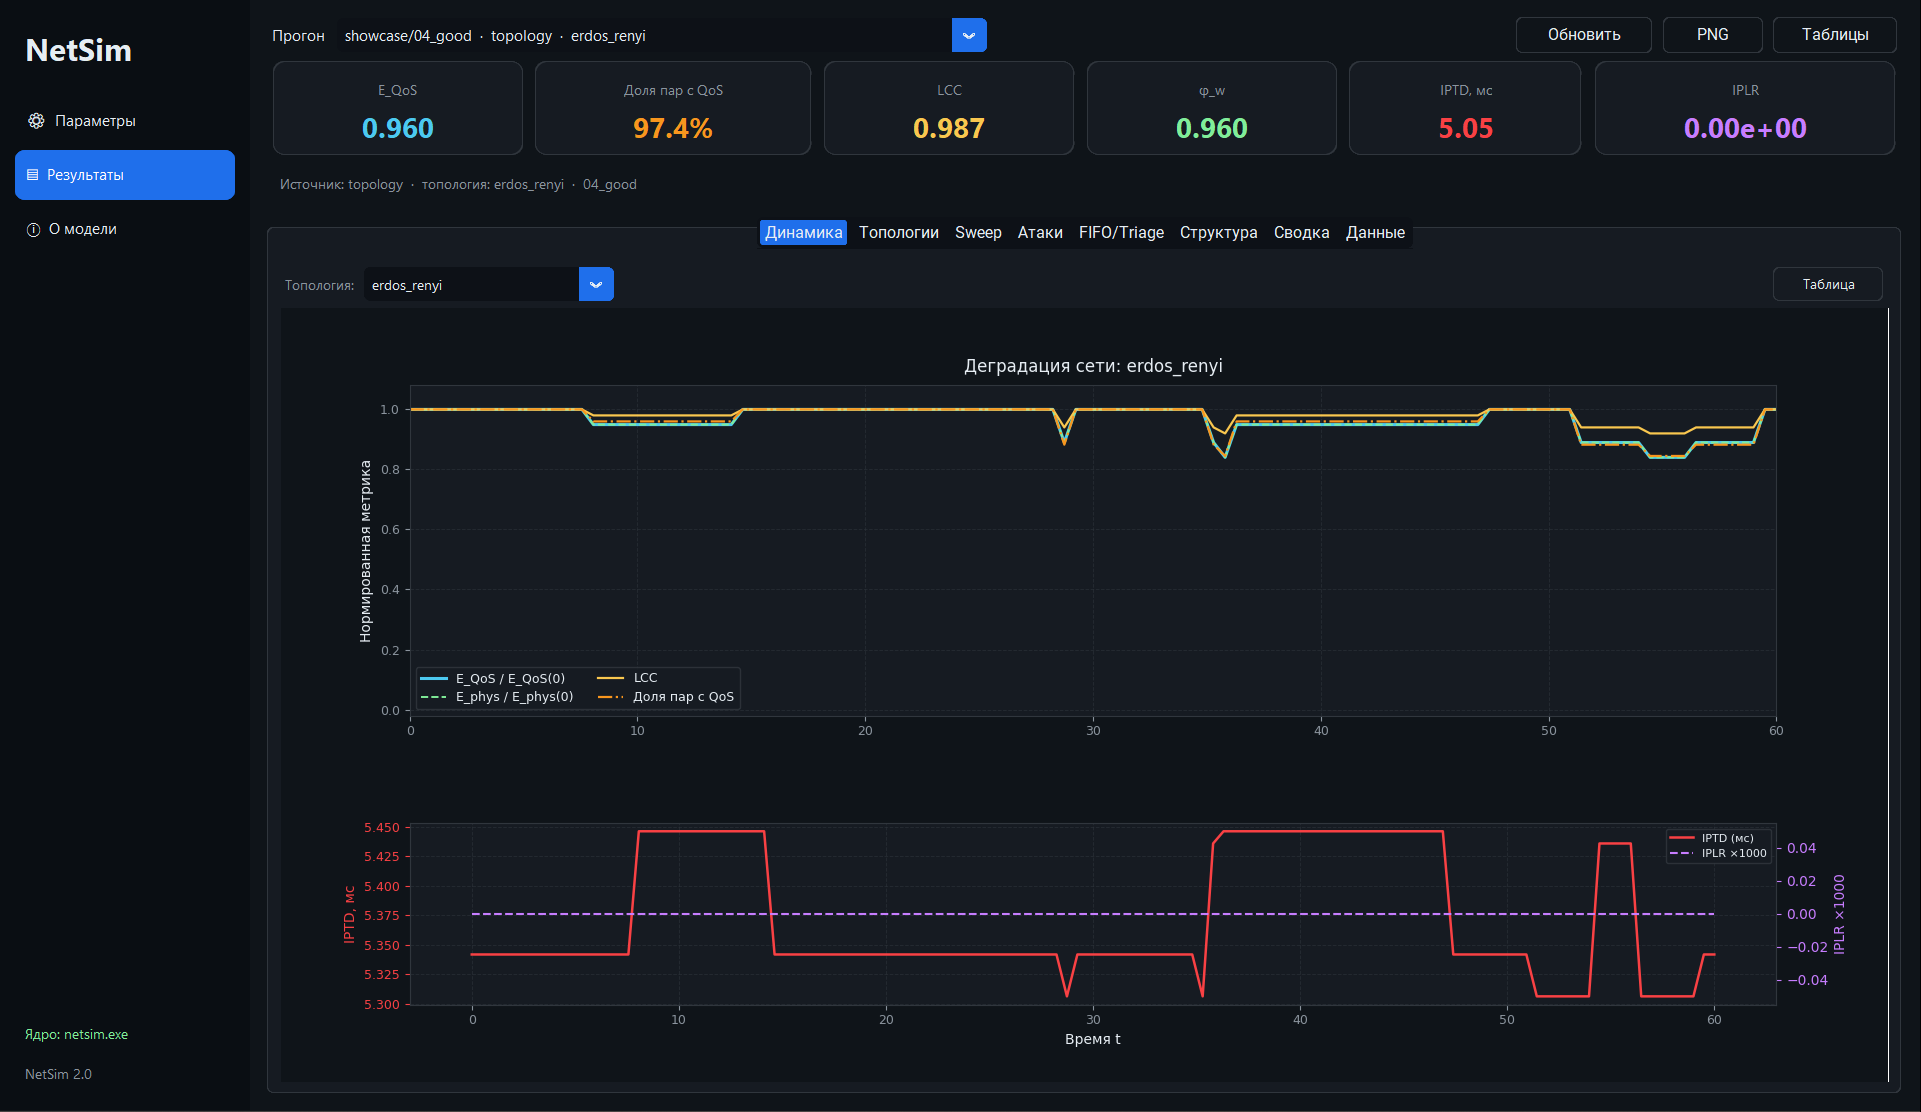 NetSim
Параметры
Результаты
О модели
Ядро: netsim.exe
NetSim 2.0
Прогон
showcase/04_good · topology · erdos_renyi
Обновить
PNG
Таблицы
E_QoS
0.960
Доля пар с QoS
97.4%
LCC
0.987
φ_w
0.960
IPTD, мс
5.05
IPLR
0.00e+00
Источник: topology · топология: erdos_renyi · 04_good
Динамика Топологии Sweep Атаки FIFO/Triage Структура Сводка Данные
Топология:
erdos_renyi
Таблица
Деградация сети: erdos_renyi
Нормированная метрика
1.0
0.8
0.6
0.4
0.2
0.0
E_QoS / E_QoS(0)
E_phys / E_phys(0)
LCC
Доля пар с QoS
0 10 20 30 40 50 60
IPTD, мс
5.450
5.425
5.400
5.375
5.350
5.325
5.300
IPTD (мс)
IPLR ×1000
0.04
0.02
0.00
−0.02
−0.04
IPLR ×1000
0 10 20 30 40 50 60
Время t